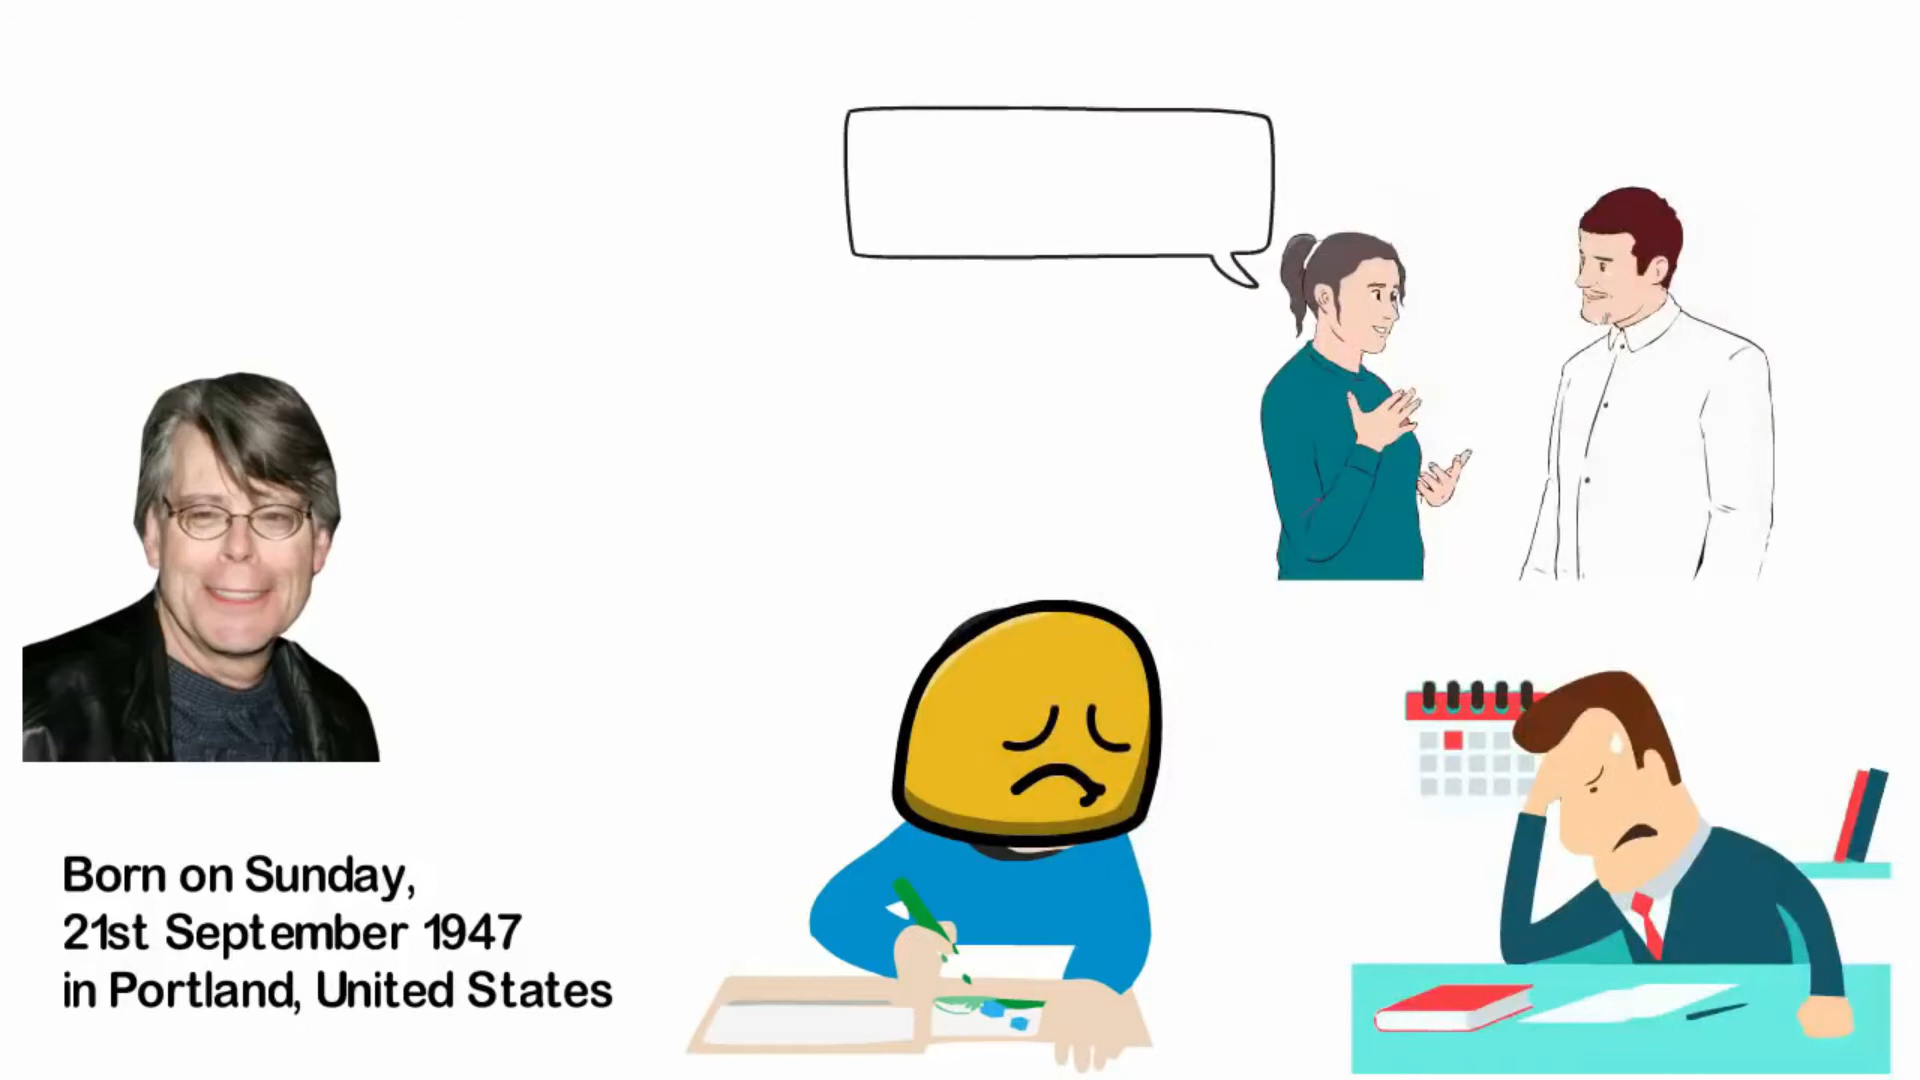 Born on Sunday,
21st September 1947
in Portland, United States